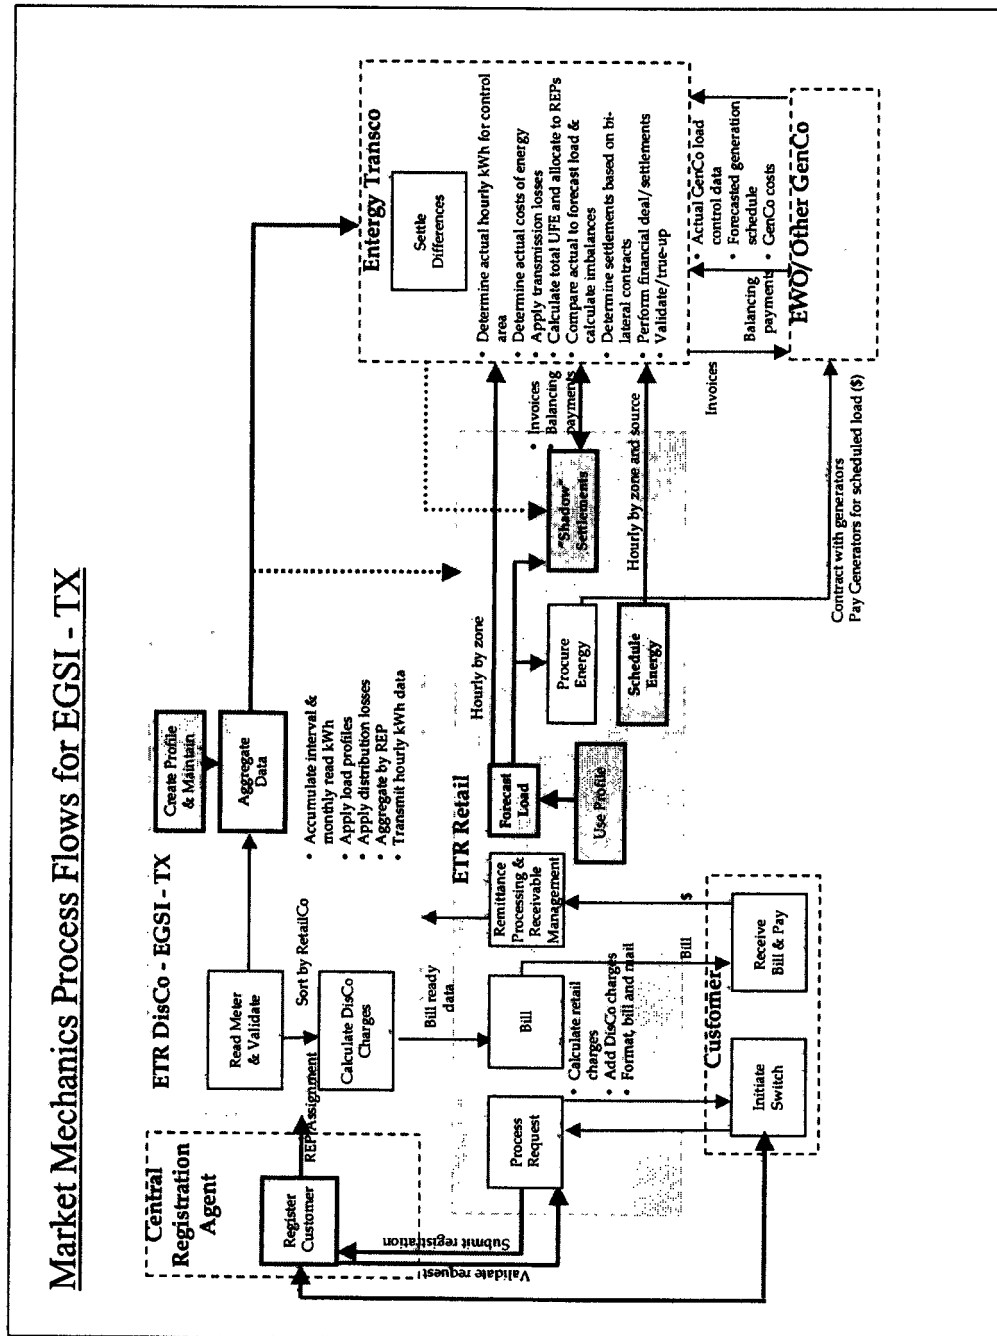 Market Mechanics Process Flows for EGSI - TX
Central
Registration
Agent
Register
Customer
REP Assignment
Submit registration
Validate request
ETR DisCo - EGSI - TX
Read Meter
& Validate
Sort by RetailCo
Calculate DisCo
Charges
Bill ready
data
Create Profile
& Maintain
Aggregate
Data
• Accumulate interval &
monthly read kWh
• Apply load profiles
• Apply distribution losses
• Aggregate by REP
• Transmit hourly kWh data
ETR Retail
Process
Request
Bill
• Calculate retail
charges
• Add DisCo charges
• Format, bill and mail
Remittance
Processing &
Receivable
Management
Forecast
Load
Use Profile
Hourly by zone
Procure
Energy
Schedule
Energy
"Shadow"
Settlements
• Invoices
• Balancing
payments
Hourly by zone and source
Customer
Initiate
Switch
Receive
Bill & Pay
Bill
$
Entergy Transco
Settle
Differences
• Determine actual hourly kWh for control
area
• Determine actual costs of energy
• Apply transmission losses
• Calculate total UFE and allocate to REPs
• Compare actual to forecast load &
calculate imbalances
• Determine settlements based on bi-
lateral contracts
• Perform financial deal/settlements
• Validate/true-up
Invoices
Balancing
payments
• Actual GenCo load
control data
• Forecasted generation
schedule
• GenCo costs
EWO/Other GenCo
Contract with generators
Pay Generators for scheduled load ($)